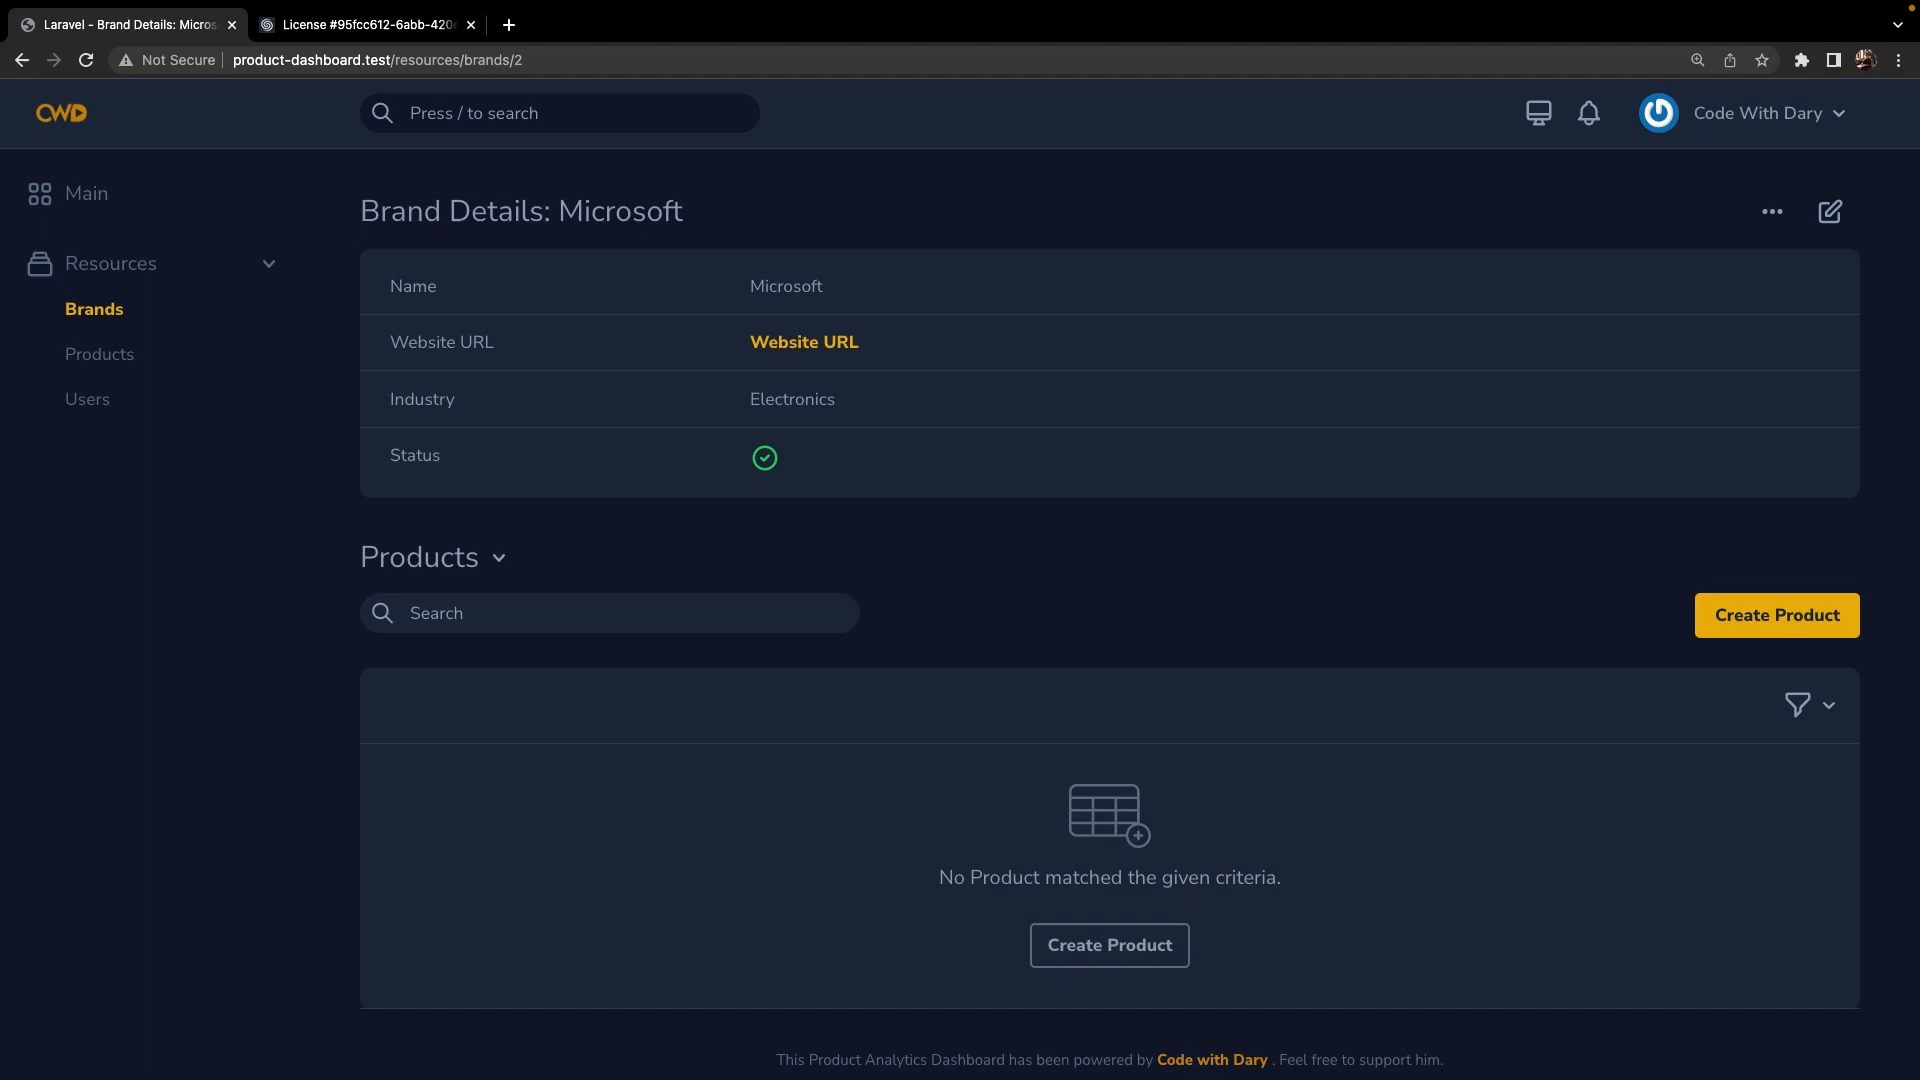 Laravel - Brand Details: Micros
License #95fcc612-6abb-420
Not Secure
product-dashboard.test/resources/brands/2
CWD
Press / to search
Code With Dary
Main
Resources
Brands
Products
Users
Brand Details: Microsoft
Name
Microsoft
Website URL
Website URL
Industry
Electronics
Status
Products
Search
Create Product
No Product matched the given criteria.
Create Product
This Product Analytics Dashboard has been powered by Code with Dary . Feel free to support him.